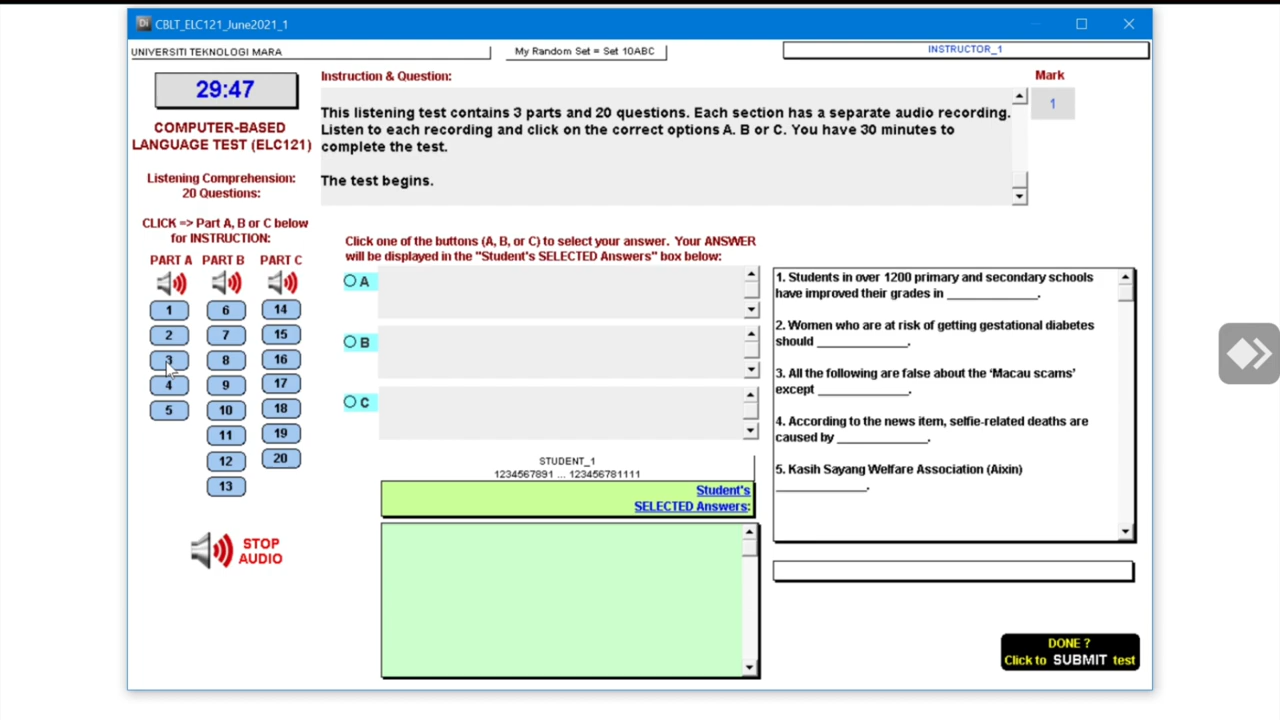 CBLT_ELC121_June2021_1
UNIVERSITI TEKNOLOGI MARA
My Random Set = Set 10ABC
INSTRUCTOR_1
29:47
COMPUTER-BASED
LANGUAGE TEST (ELC121)
Listening Comprehension:
20 Questions:
CLICK => Part A, B or C below
for INSTRUCTION:
PART A PART B PART C
1 6 14
2 7 15
3 8 16
4 9 17
5 10 18
11 19
12 20
13
STOP
AUDIO
Instruction & Question:
Mark
1
This listening test contains 3 parts and 20 questions. Each section has a separate audio recording.
Listen to each recording and click on the correct options A. B or C. You have 30 minutes to
complete the test.
The test begins.
Click one of the buttons (A, B, or C) to select your answer. Your ANSWER
will be displayed in the "Student's SELECTED Answers" box below:
A
B
C
STUDENT_1
1234567891 ... 123456781111
Student's
SELECTED Answers:
1. Students in over 1200 primary and secondary schools
have improved their grades in _______________.
2. Women who are at risk of getting gestational diabetes
should _______________.
3. All the following are false about the ‘Macau scams’
except _______________.
4. According to the news item, selfie-related deaths are
caused by _______________.
5. Kasih Sayang Welfare Association (Aixin)
_______________.
DONE ?
Click to SUBMIT test